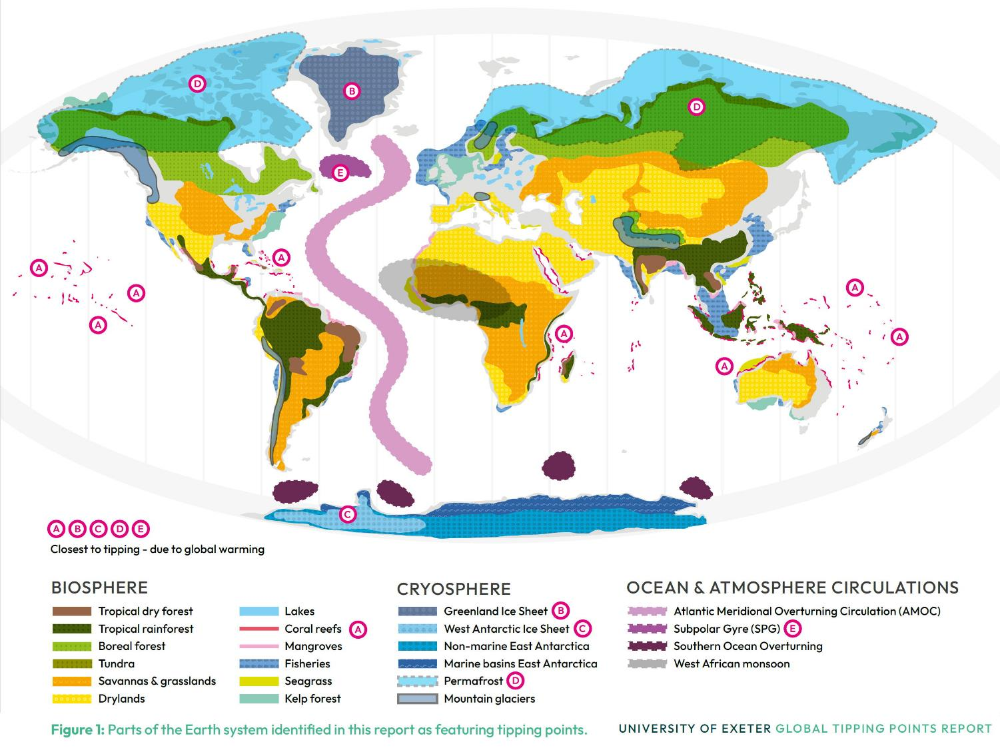 D
B
D
E
A
A
A
A
A
A
A
A
C
A B C D E
Closest to tipping - due to global warming
BIOSPHERE
Tropical dry forest
Tropical rainforest
Boreal forest
Tundra
Savannas & grasslands
Drylands
Lakes
Coral reefs A
Mangroves
Fisheries
Seagrass
Kelp forest
CRYOSPHERE
Greenland Ice Sheet B
West Antarctic Ice Sheet C
Non-marine East Antarctica
Marine basins East Antarctica
Permafrost D
Mountain glaciers
OCEAN & ATMOSPHERE CIRCULATIONS
Atlantic Meridional Overturning Circulation (AMOC)
Subpolar Gyre (SPG) E
Southern Ocean Overturning
West African monsoon
Figure 1: Parts of the Earth system identified in this report as featuring tipping points.
UNIVERSITY OF EXETER GLOBAL TIPPING POINTS REPORT